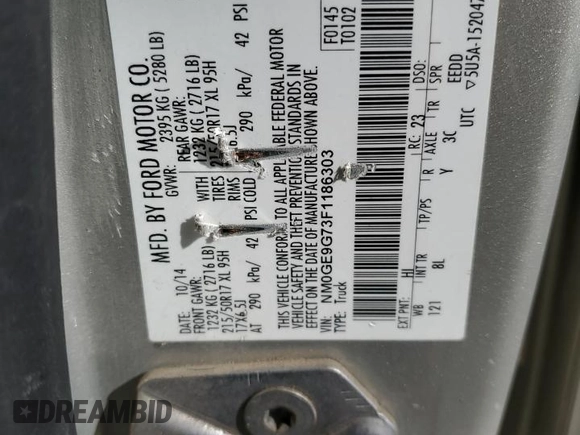 MFD. BY FORD MOTOR CO.
DATE: 10/14 GVWR: 2395 KG ( 5280 LB)
FRONT GAWR: REAR GAWR:
1232 KG ( 2716 LB) WITH 1232 KG ( 2716 LB)
215/50R17 XL 95H TIRES 17 XL 95H
17X6.5J RIMS 6.5J
AT 290 kPa/ 42 PSI COLD 290 kPa/ 42 PSI
THIS VEHICLE CONFORMS TO ALL APPLICABLE FEDERAL MOTOR
VEHICLE SAFETY AND THEFT PREVENTION STANDARDS IN
EFFECT ON THE DATE OF MANUFACTURE SHOWN ABOVE.
F0145
T0102
VIN: NM0GE9G73F1186303
TYPE: Truck
EXT PNT: HI RC: 23 DSO:
WB INT TR TP/PS R AXLE TR SPR
121 8L Y 3C EEDD
UTC ▽5U5A-152047
DREAMBID